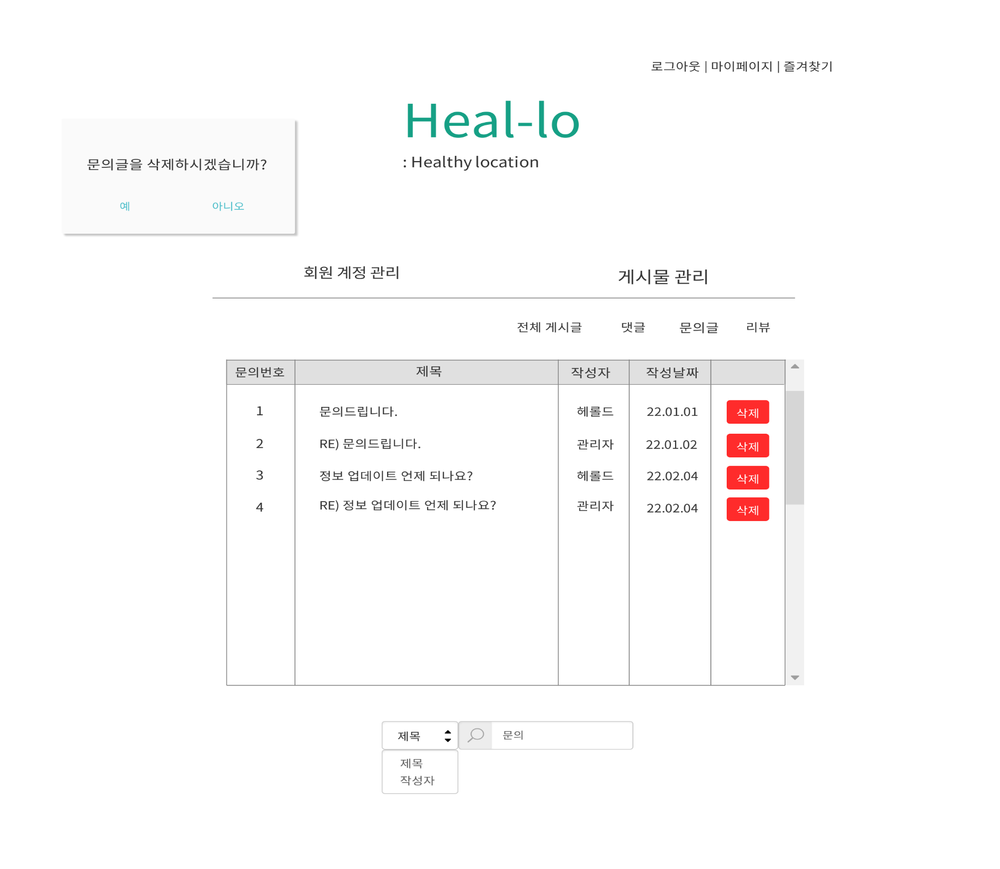 로그아웃 | 마이페이지 | 즐겨찾기
Heal-lo
: Healthy location
문의글을 삭제하시겠습니까?
예 아니오
회원 계정 관리 게시물 관리
전체 게시글 댓글 문의글 리뷰
문의번호 제목 작성자 작성날짜
1 문의드립니다. 헤롤드 22.01.01 삭제
2 RE) 문의드립니다. 관리자 22.01.02 삭제
3 정보 업데이트 언제 되나요? 헤롤드 22.02.04 삭제
4 RE) 정보 업데이트 언제 되나요? 관리자 22.02.04 삭제
제목 문의
제목
작성자